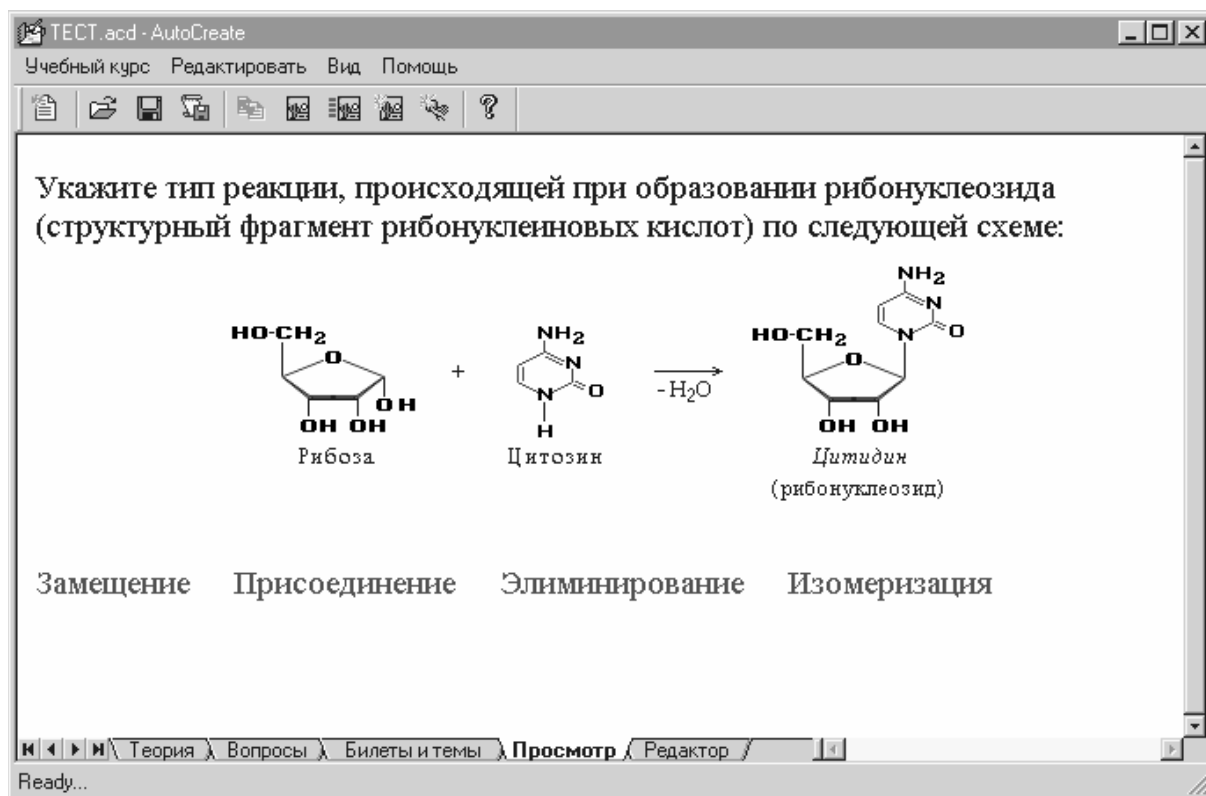 ТЕСТ.acd - AutoCreate
Учебный курс Редактировать Вид Помощь
Укажите тип реакции, происходящей при образовании рибонуклеозида
(структурный фрагмент рибонуклеиновых кислот) по следующей схеме:
HO-CH2 O OH OH OH
+
NH2 N N O H
- H2O
NH2 N N O HO-CH2 O OH OH
Рибоза Цитозин Цитидин
(рибонуклеозид)
Замещение Присоединение Элиминирование Изомеризация
Теория Вопросы Билеты и темы Просмотр Редактор
Ready...